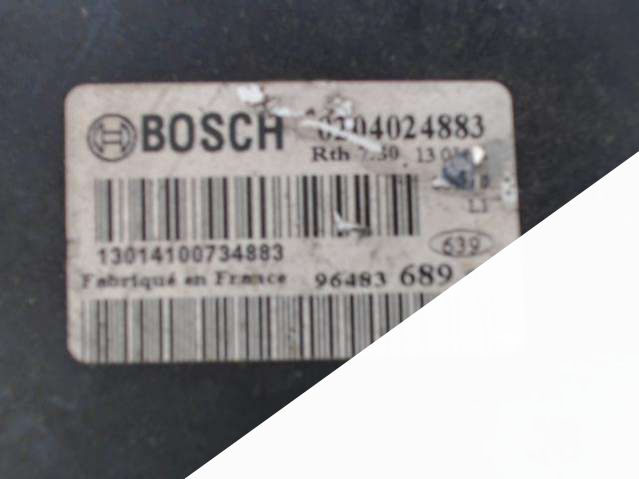 BOSCH 0204024883
Rth
13014100734883
639
Fabriqué en France 96483 689